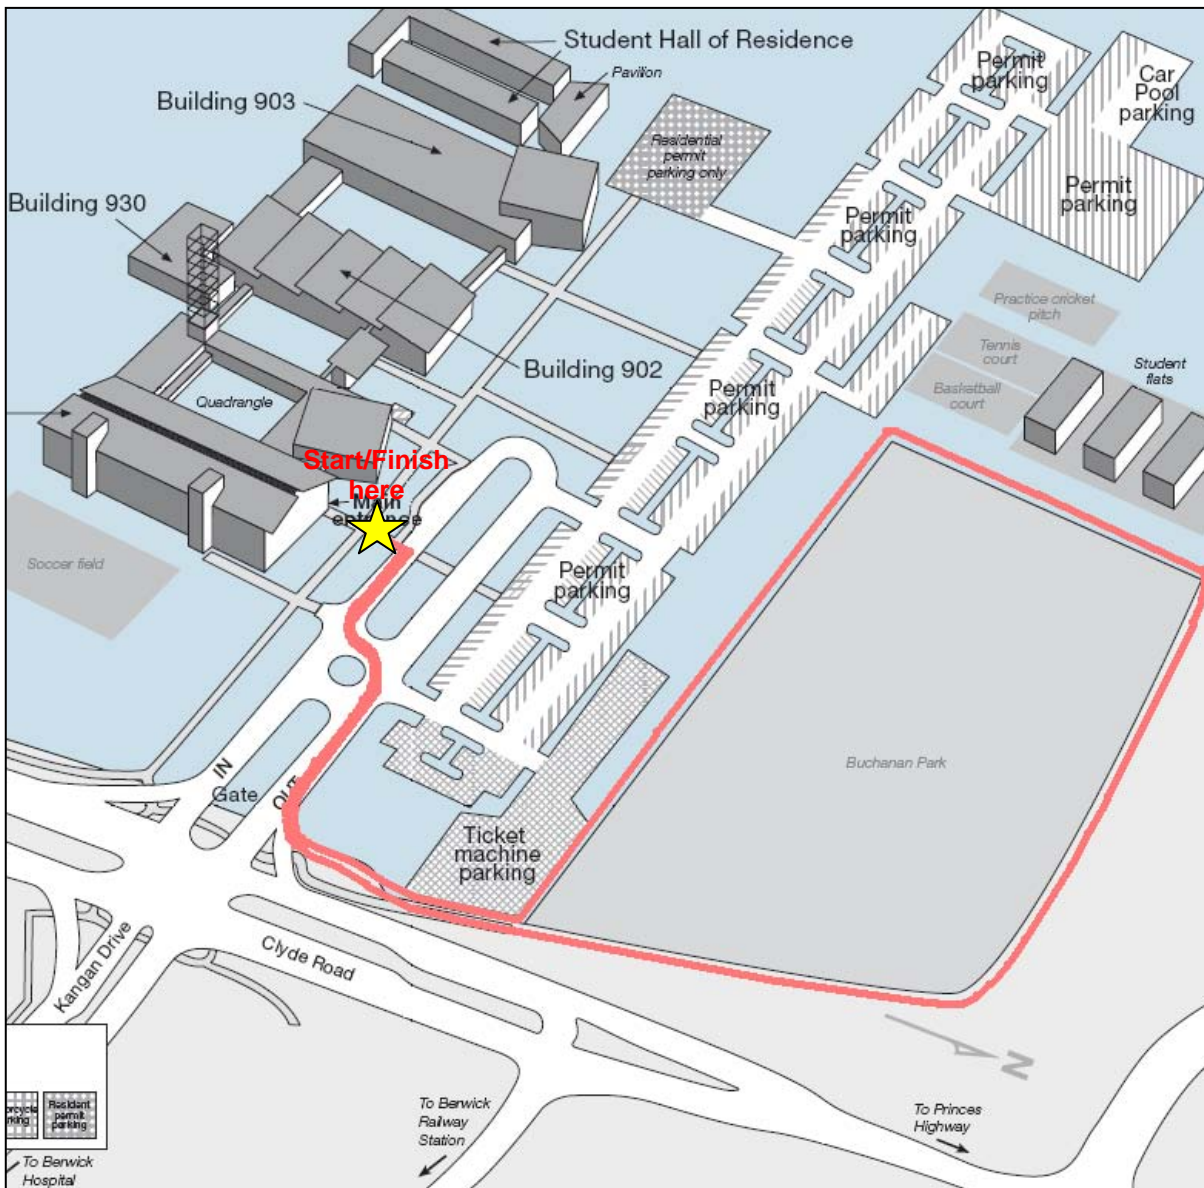 Student Hall of Residence
Pavilion
Building 903
Permit
parking
Car
Pool
parking
Residential
permit
parking only
Permit
parking
Building 930
Permit
parking
Practice cricket
pitch
Tennis
court
Student
flats
Building 902
Basketball
court
Permit
parking
Quadrangle
Start/Finish
here
Main
entrance
Soccer field
Permit
parking
IN
Gate
OUT
Buchanan Park
Ticket
machine
parking
Kangan Drive
Clyde Road
N
Resident
permit
parking
To Berwick
Railway
Station
To Princes
Highway
To Berwick
Hospital